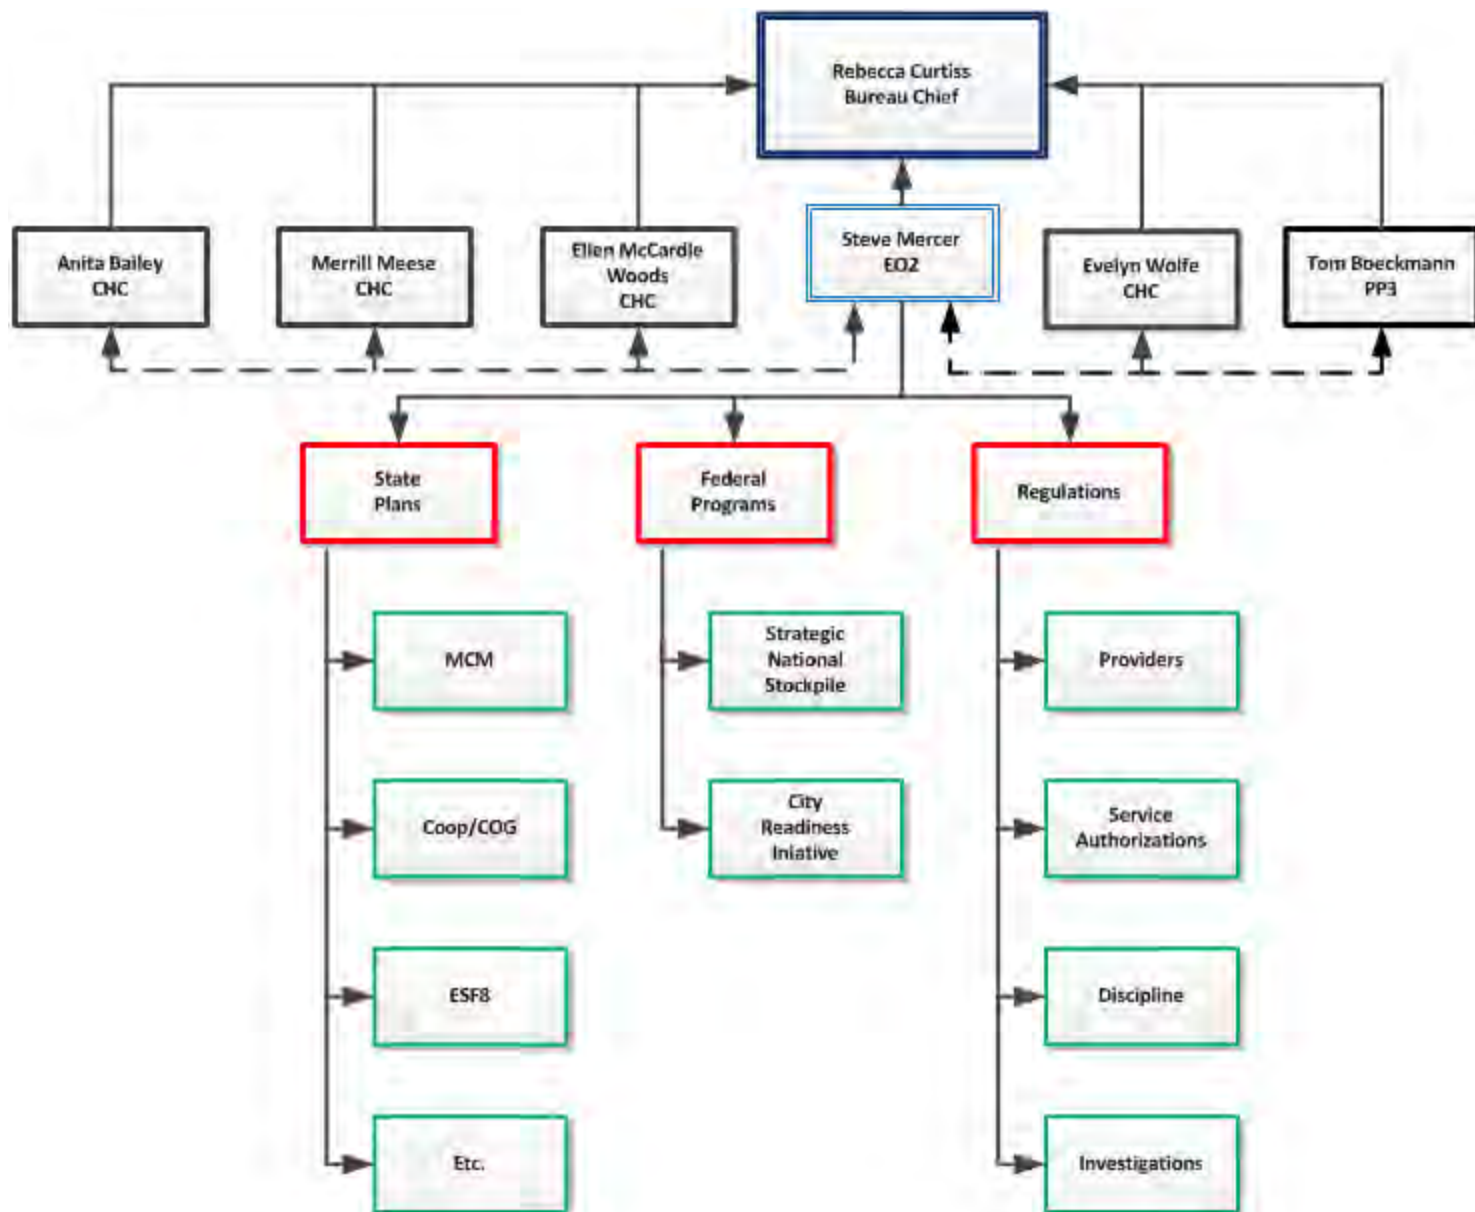 Rebecca Curtiss
Bureau Chief
Anita Bailey
CHC
Merrill Meese
CHC
Ellen McCardle
Woods
CHC
Steve Mercer
EO2
Evelyn Wolfe
CHC
Tom Boeckmann
PP3
State
Plans
Federal
Programs
Regulations
MCM
Strategic
National
Stockpile
Providers
Coop/COG
City
Readiness
Iniative
Service
Authorizations
ESF8
Discipline
Etc.
Investigations